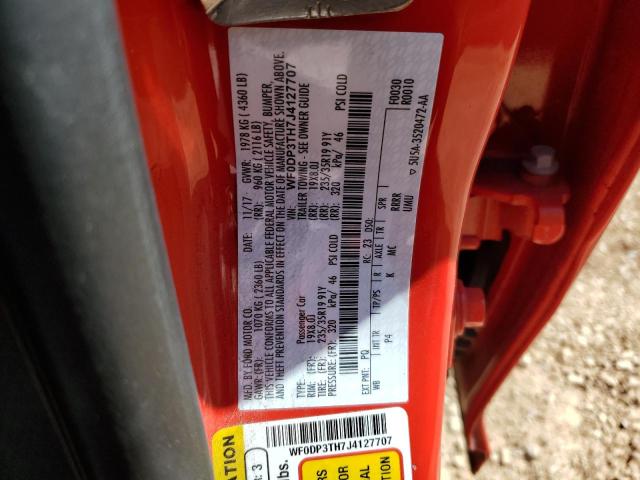 MFD. BY FORD MOTOR CO.
DATE: 11/17 GVWR: 1978 KG ( 4360 LB)
GAWR: (FR): 1070 KG ( 2360 LB) (RR): 960 KG ( 2116 LB)
THIS VEHICLE CONFORMS TO ALL APPLICABLE FEDERAL MOTOR VEHICLE SAFETY, BUMPER,
AND THEFT PREVENTION STANDARDS IN EFFECT ON THE DATE OF MANUFACTURE SHOWN ABOVE.
VIN: WF0DP3TH7J4127707
TYPE: Passenger Car TRAILER TOWING - SEE OWNER GUIDE
RIM: (FR): 19X8.0J (RR): 19X8.0J
TIRE: (FR): 235/35R19 91Y (RR): 235/35R19 91Y
PRESSURE: (FR): 320 kPa/ 46 PSI COLD (RR): 320 kPa/ 46 PSI COLD
EXT PNT: PQ RC: 23 DSO: F0030
R0010
WB INT TR TP/PS R AXLE TR SPR
P4 K MC RRRR
UMU
▽ 5U5A-3520472-AA
WF0DP3TH7J4127707